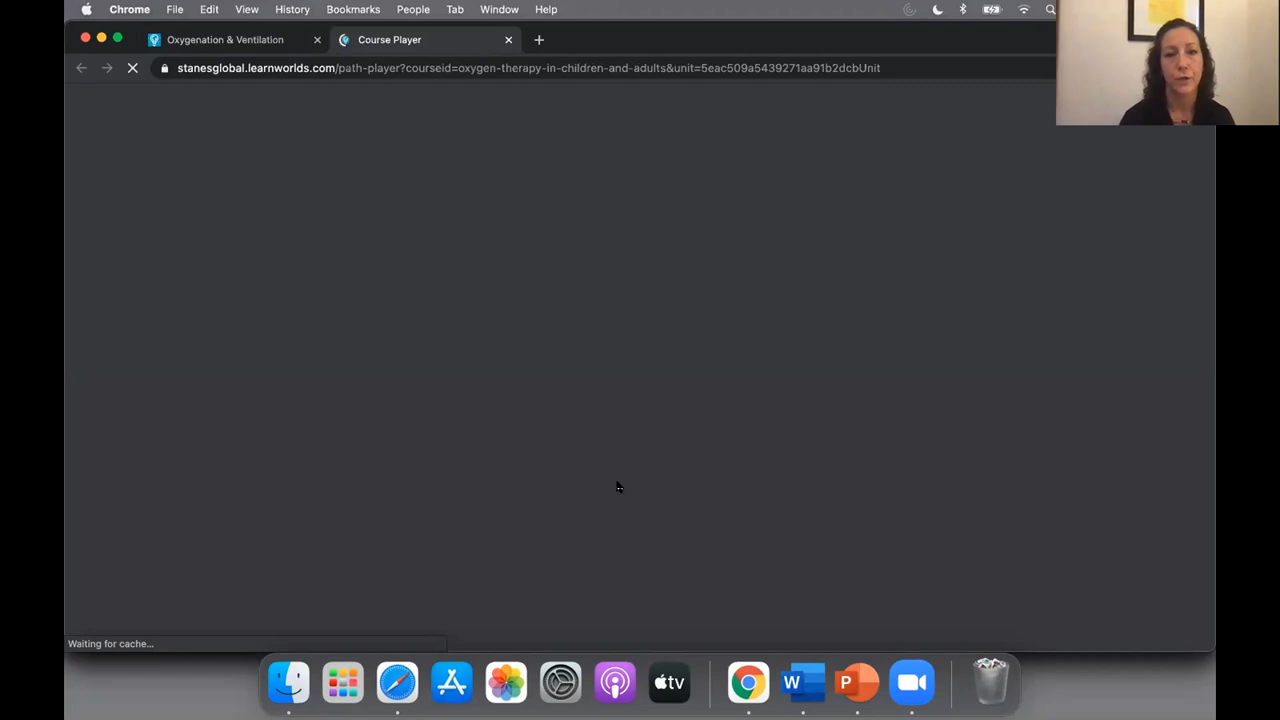 Chrome File Edit View History Bookmarks People Tab Window Help
Oxygenation & Ventilation
Course Player
stanesglobal.learnworlds.com/path-player?courseid=oxygen-therapy-in-children-and-adults&unit=5eac509a5439271aa91b2dcbUnit
Waiting for cache...
tv
W
P